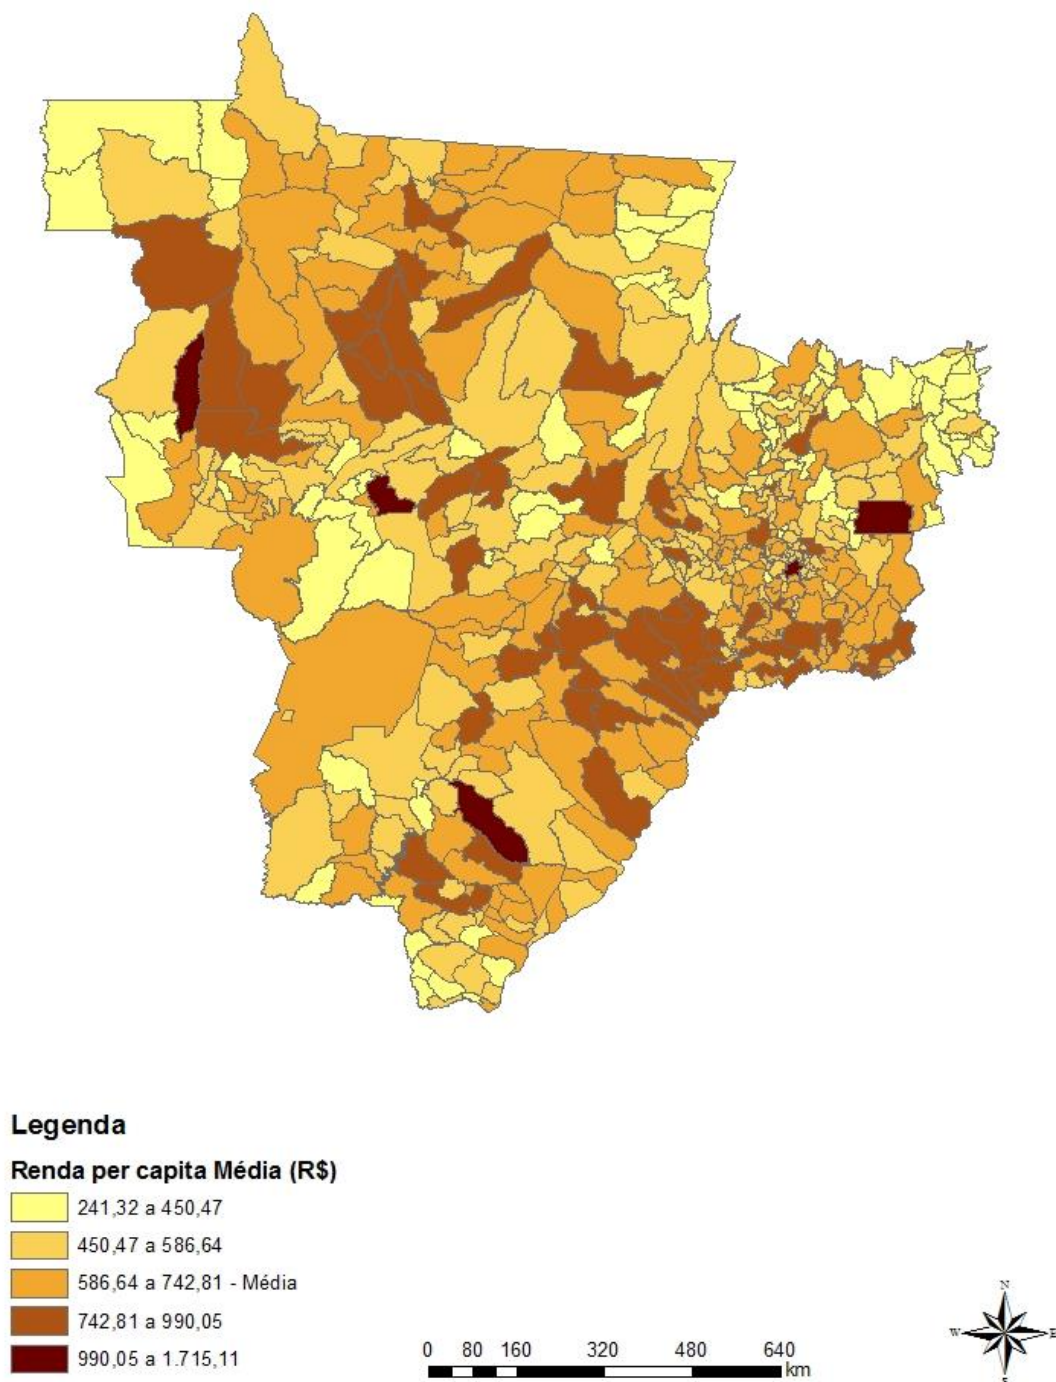 Legenda
Renda per capita Média (R$)
241,32 a 450,47
450,47 a 586,64
586,64 a 742,81 - Média
742,81 a 990,05
990,05 a 1.715,11
0 80 160 320 480 640
km
N
W E
S